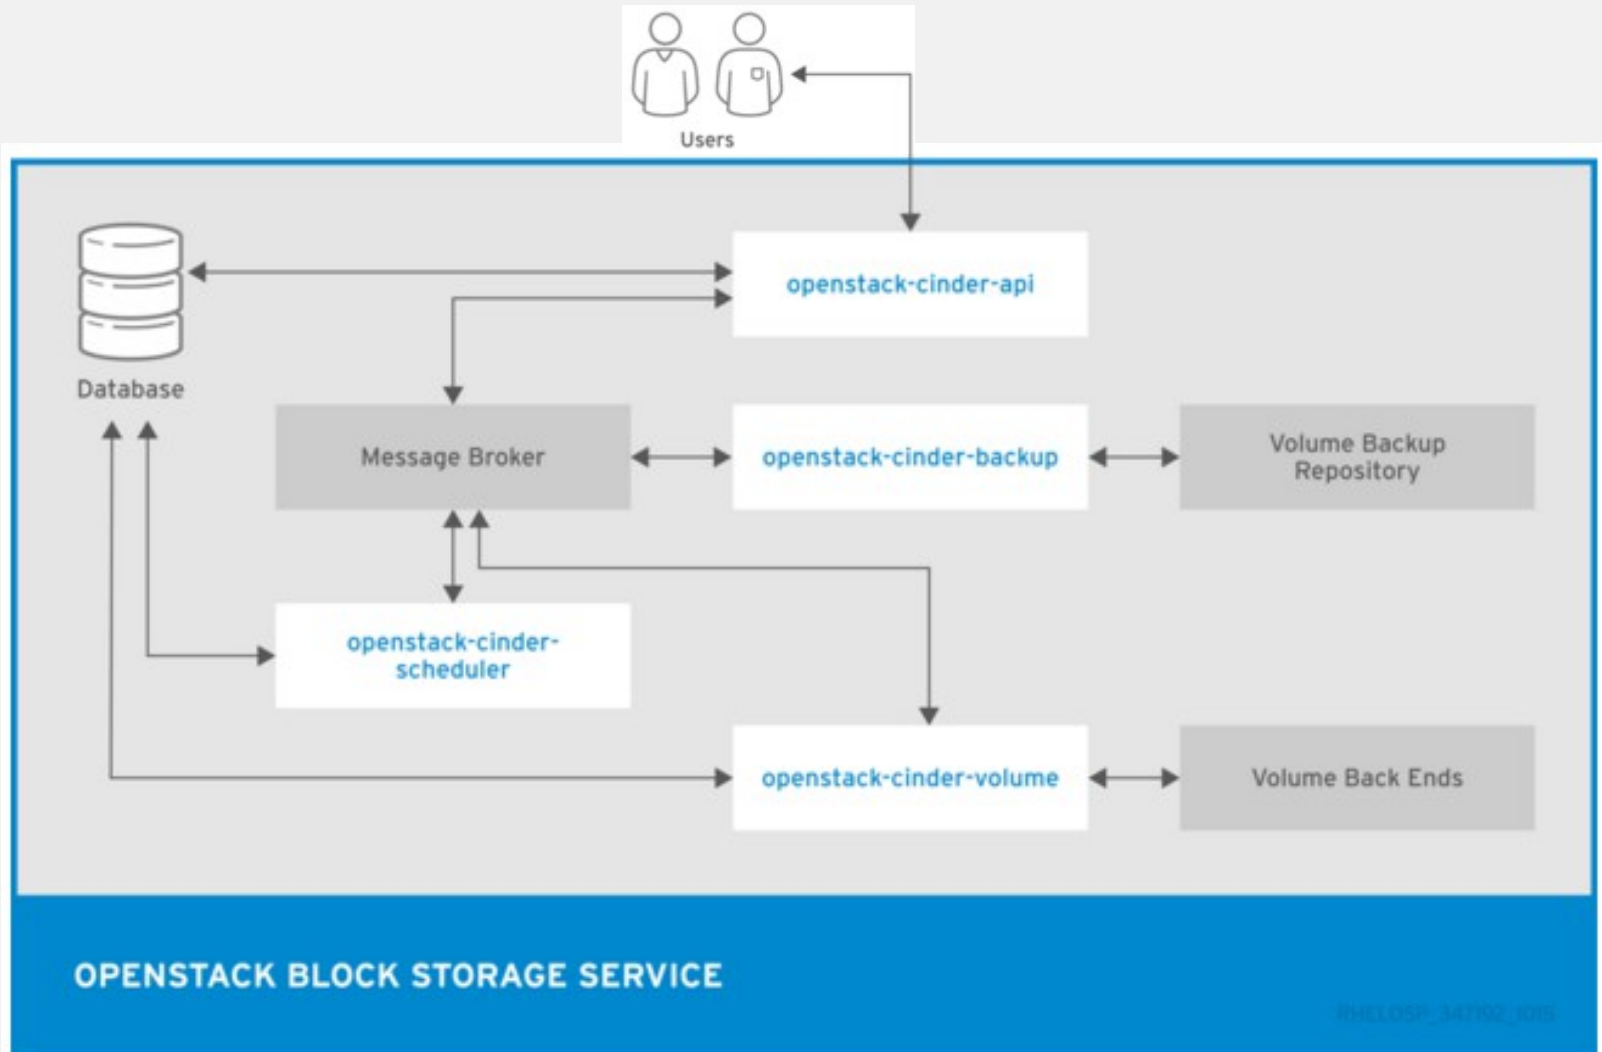 Users
openstack-cinder-api
Database
Message Broker
openstack-cinder-backup
Volume Backup
Repository
openstack-cinder-
scheduler
openstack-cinder-volume
Volume Back Ends
OPENSTACK BLOCK STORAGE SERVICE
RHELOSP_347192_1015